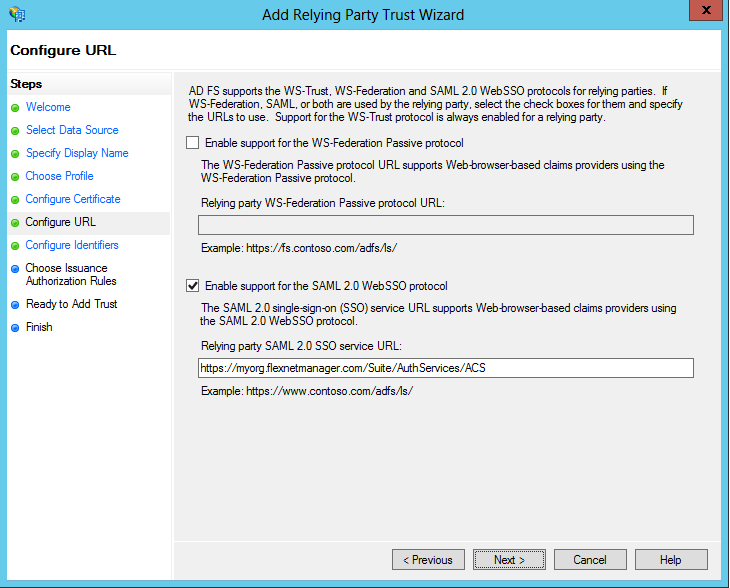 Add Relying Party Trust Wizard
x
Configure URL
Steps
Welcome
Select Data Source
Specify Display Name
Choose Profile
Configure Certificate
Configure URL
Configure Identifiers
Choose Issuance
Authorization Rules
Ready to Add Trust
Finish
AD FS supports the WS-Trust, WS-Federation and SAML 2.0 WebSSO protocols for relying parties.  If
WS-Federation, SAML, or both are used by the relying party, select the check boxes for them and specify
the URLs to use.  Support for the WS-Trust protocol is always enabled for a relying party.
Enable support for the WS-Federation Passive protocol
The WS-Federation Passive protocol URL supports Web-browser-based claims providers using the
WS-Federation Passive protocol.
Relying party WS-Federation Passive protocol URL:
Example: https://fs.contoso.com/adfs/ls/
Enable support for the SAML 2.0 WebSSO protocol
The SAML 2.0 single-sign-on (SSO) service URL supports Web-browser-based claims providers using
the SAML 2.0 WebSSO protocol.
Relying party SAML 2.0 SSO service URL:
https://myorg.flexnetmanager.com/Suite/AuthServices/ACS
Example: https://www.contoso.com/adfs/ls/
< Previous
Next >
Cancel
Help